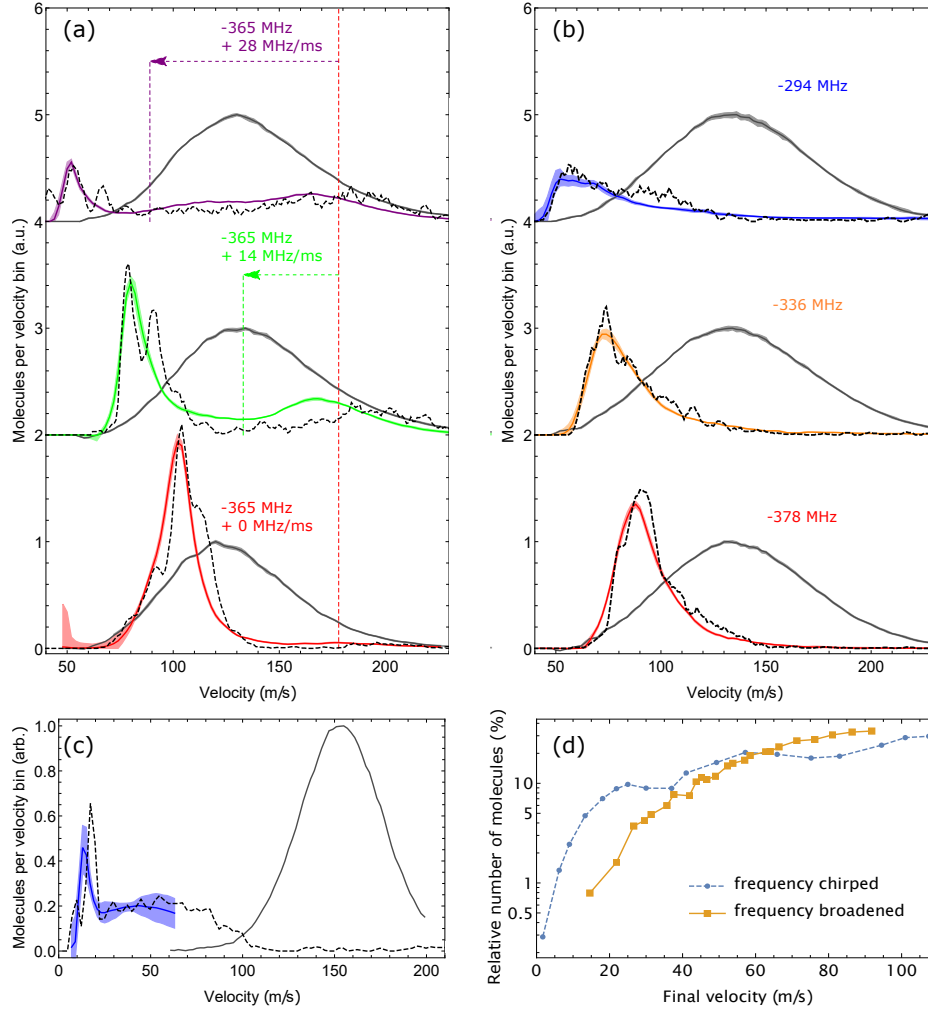 (a)
-365 MHz
+ 28 MHz/ms
-365 MHz
+ 14 MHz/ms
-365 MHz
+ 0 MHz/ms
Molecules per velocity bin (a.u.)
6
5
4
3
2
1
0
50 100 150 200
Velocity (m/s)
(b)
-294 MHz
-336 MHz
-378 MHz
Molecules per velocity bin (a.u.)
6
5
4
3
2
1
0
50 100 150 200
Velocity (m/s)
(c)
Molecules per velocity bin (arb.)
1.0
0.8
0.6
0.4
0.2
0.0
0 50 100 150 200
Velocity (m/s)
(d)
Relative number of molecules (%)
10
5
1
0.5
frequency chirped
frequency broadened
0 20 40 60 80 100
Final velocity (m/s)